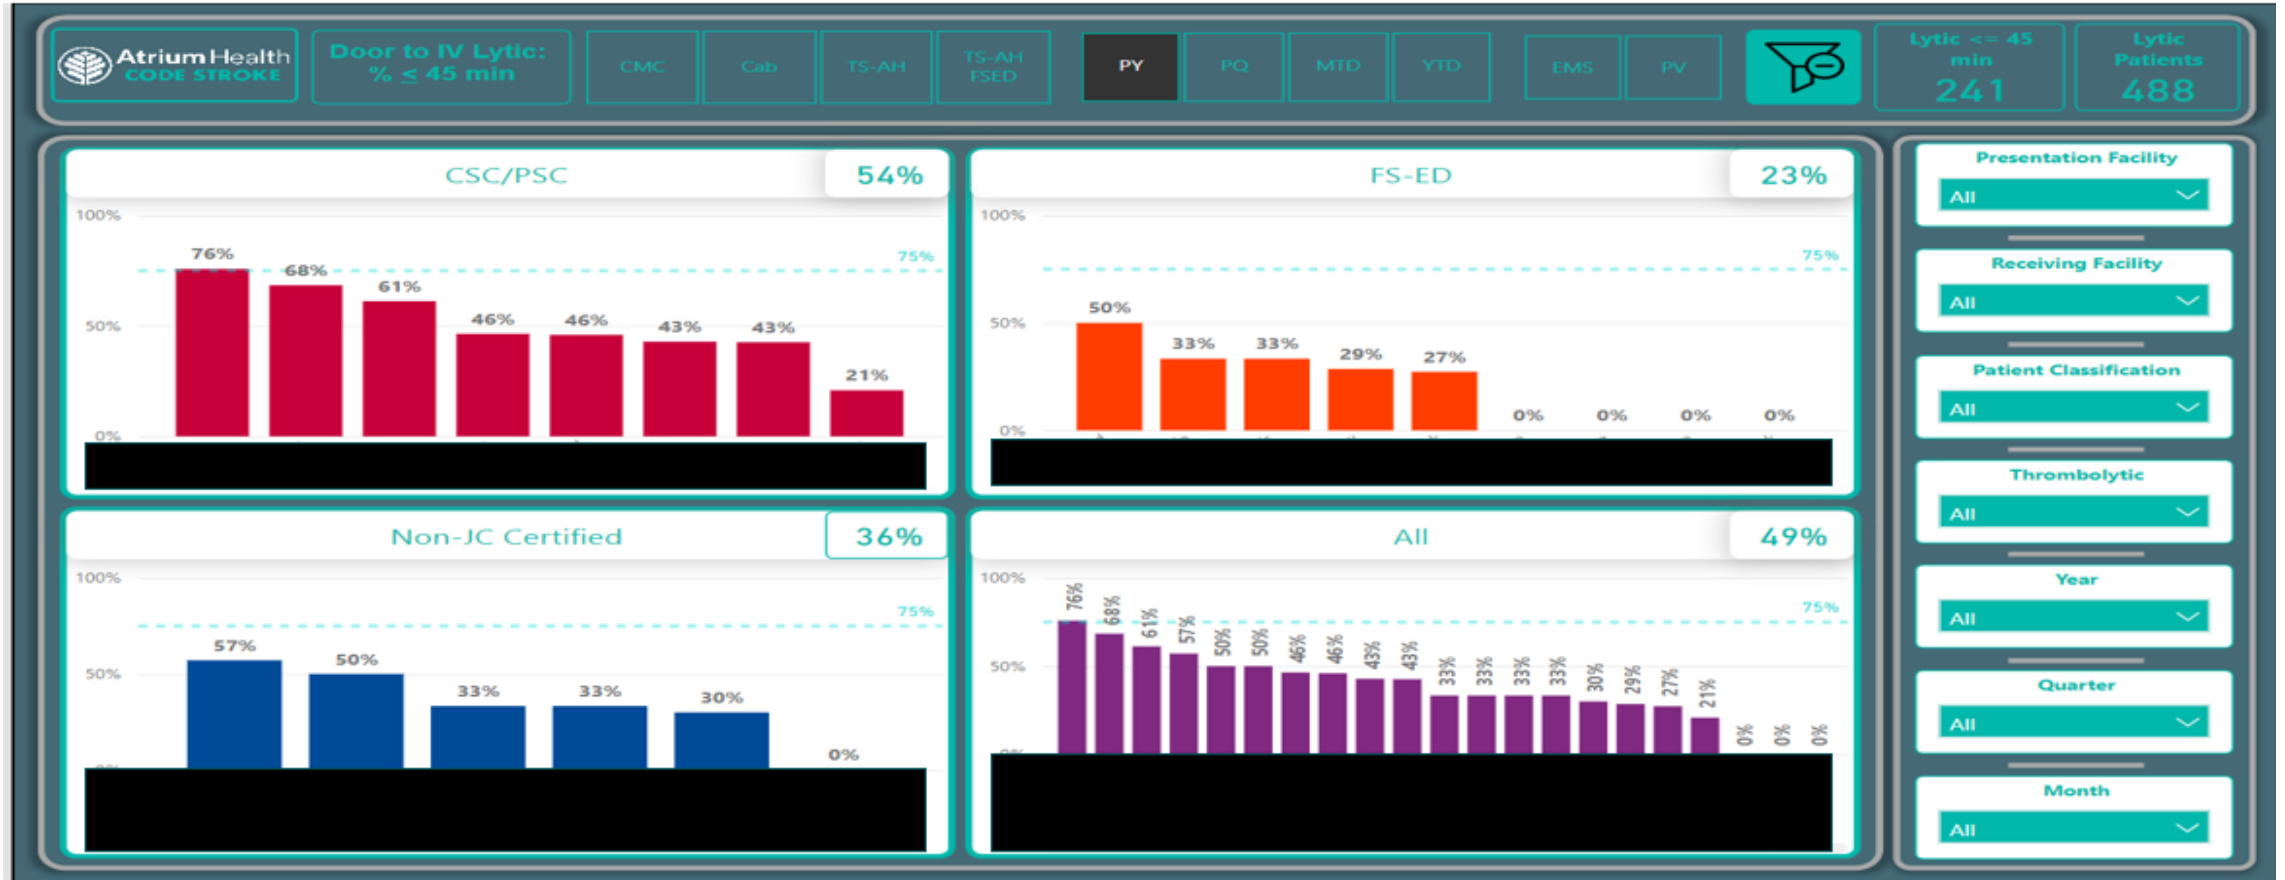 Atrium Health
CODE STROKE
Door to IV Lytic:
% ≤ 45 min
CMC
Cab
TS-AH
TS-AH
FSED
PY
PQ
MTD
YTD
EMS
PV
Lytic <= 45
min
241
Lytic
Patients
488
CSC/PSC
54%
100%
50%
0%
75%
76%
68%
61%
46%
46%
43%
43%
21%
FS-ED
23%
100%
50%
0%
75%
50%
33%
33%
29%
27%
0%
0%
0%
0%
Non-JC Certified
36%
100%
50%
75%
57%
50%
33%
33%
30%
0%
All
49%
100%
50%
75%
76%
68%
61%
57%
50%
50%
46%
46%
43%
43%
33%
33%
33%
33%
30%
29%
27%
21%
0%
0%
0%
Presentation Facility
All
Receiving Facility
All
Patient Classification
All
Thrombolytic
All
Year
All
Quarter
All
Month
All